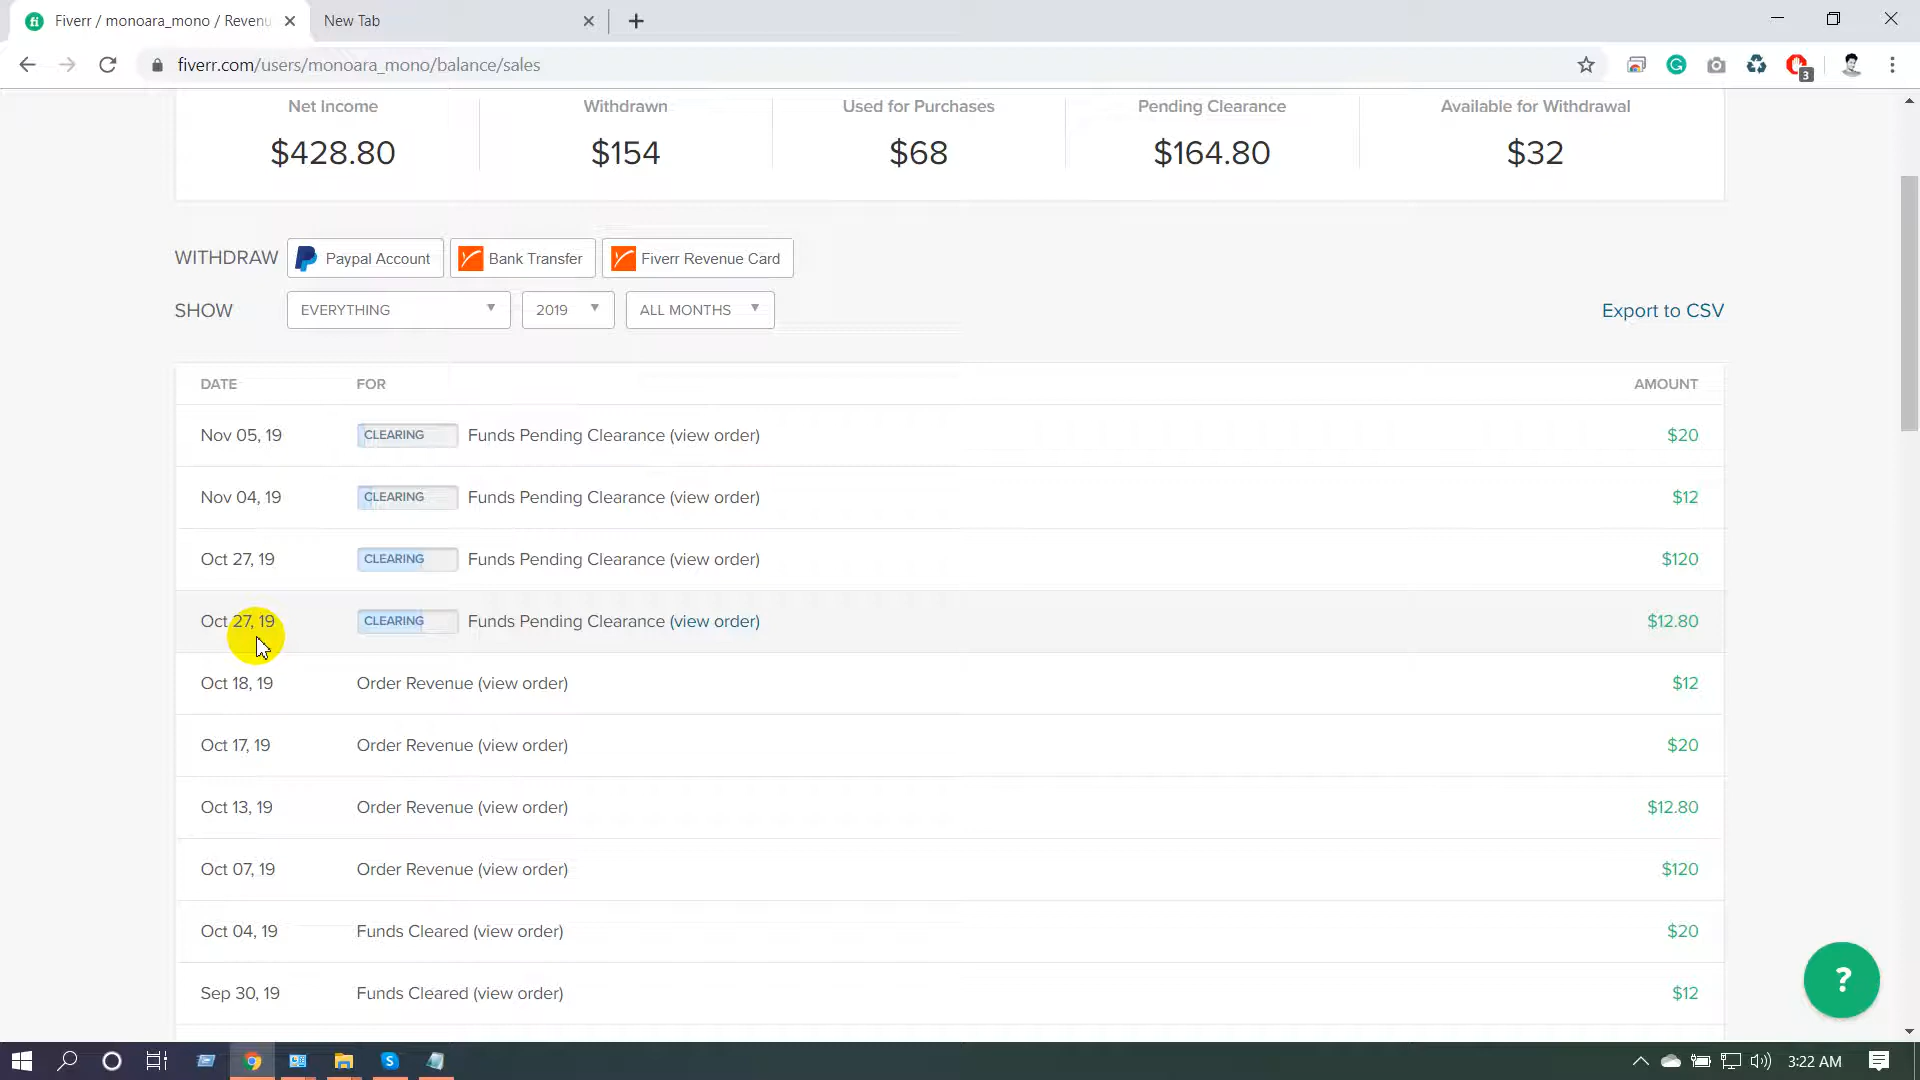 Fiverr / monoara_mono / Revenu
New Tab
fiverr.com/users/monoara_mono/balance/sales
3
Net Income Withdrawn Used for Purchases Pending Clearance Available for Withdrawal
$428.80 $154 $68 $164.80 $32
WITHDRAW Paypal Account Bank Transfer Fiverr Revenue Card
SHOW EVERYTHING 2019 ALL MONTHS Export to CSV
DATE FOR AMOUNT
Nov 05, 19 CLEARING Funds Pending Clearance (view order) $20
Nov 04, 19 CLEARING Funds Pending Clearance (view order) $12
Oct 27, 19 CLEARING Funds Pending Clearance (view order) $120
Oct 27, 19 CLEARING Funds Pending Clearance (view order) $12.80
Oct 18, 19 Order Revenue (view order) $12
Oct 17, 19 Order Revenue (view order) $20
Oct 13, 19 Order Revenue (view order) $12.80
Oct 07, 19 Order Revenue (view order) $120
Oct 04, 19 Funds Cleared (view order) $20
Sep 30, 19 Funds Cleared (view order) $12
?
3:22 AM